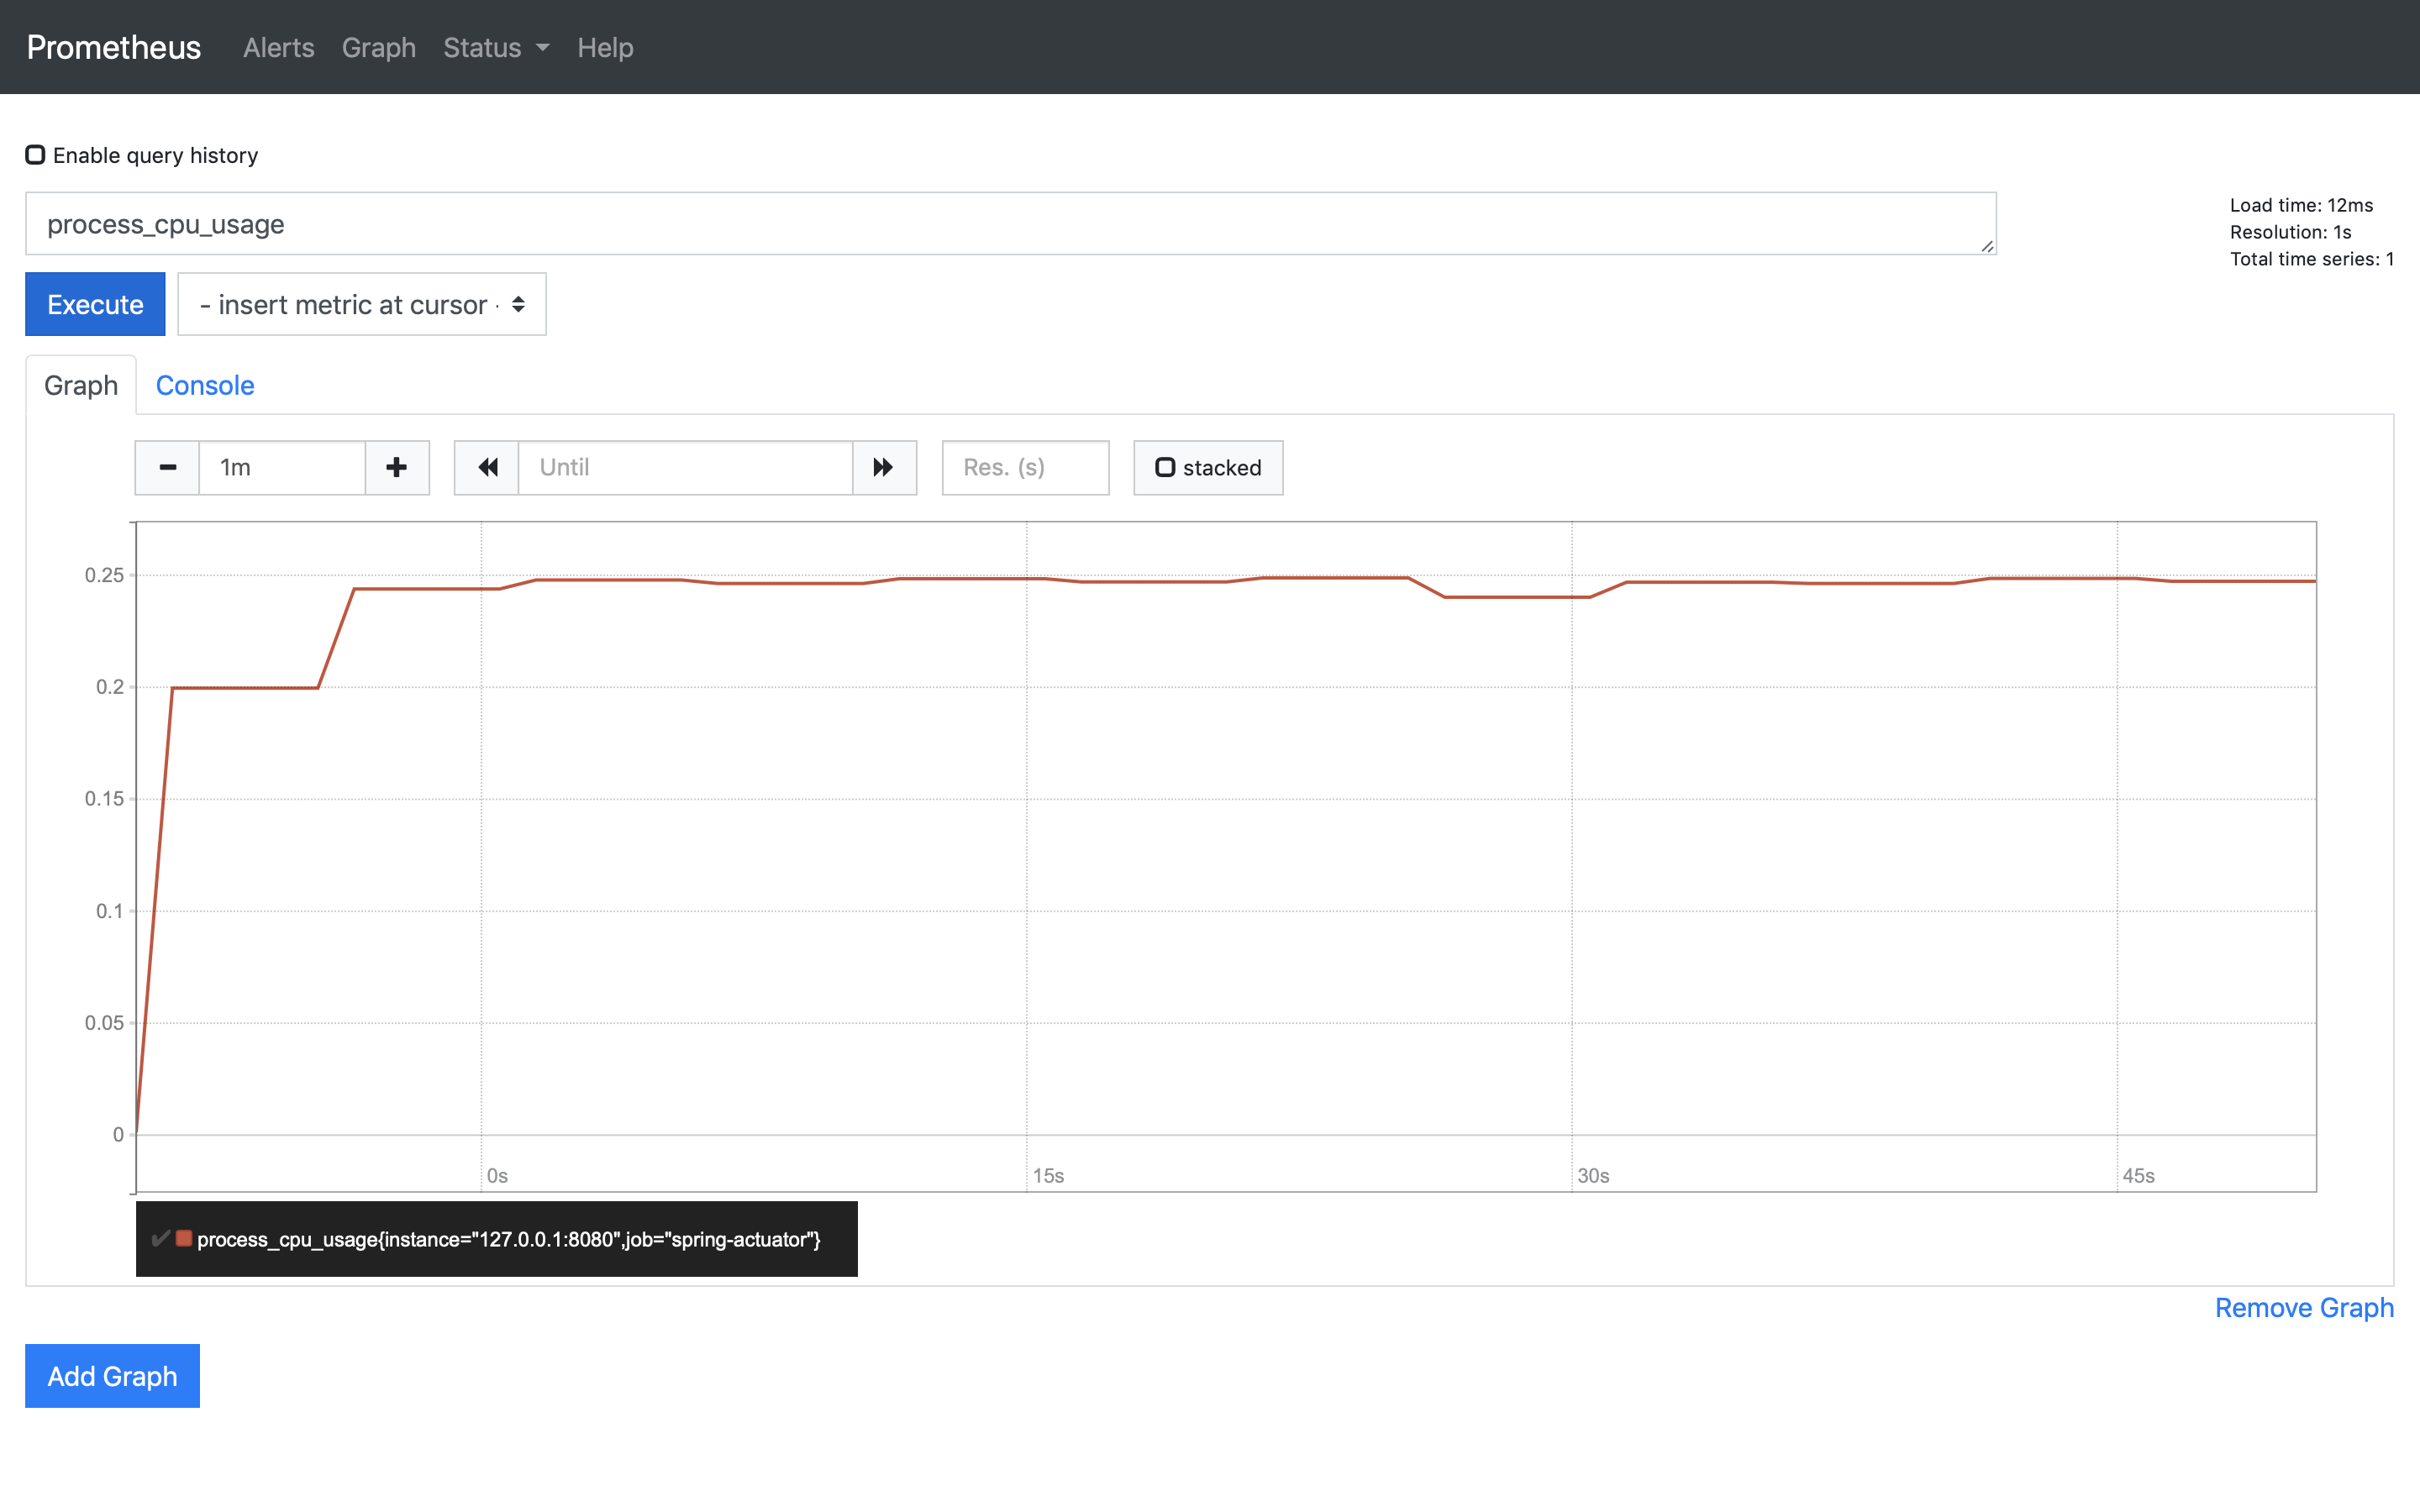 Prometheus Alerts Graph Status Help
Enable query history
process_cpu_usage
Load time: 12ms
Resolution: 1s
Total time series: 1
Execute - insert metric at cursor -
Graph Console
1m Until Res. (s) stacked
0.25
0.2
0.15
0.1
0.05
0
0s 15s 30s 45s
process_cpu_usage{instance="127.0.0.1:8080",job="spring-actuator"}
Remove Graph
Add Graph